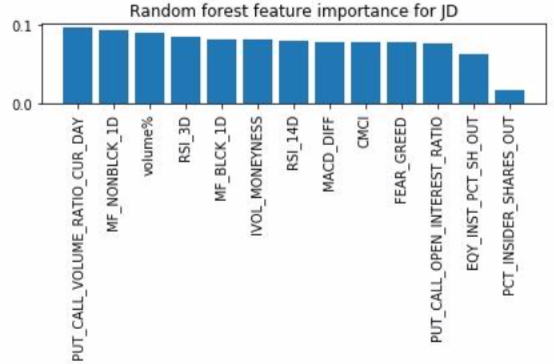 Random forest feature importance for JD
0.1
0.0
PUT_CALL_VOLUME_RATIO_CUR_DAY
MF_NONBLCK_1D
volume%
RSI_3D
MF_BLCK_1D
IVOL_MONEYNESS
RSI_14D
MACD_DIFF
CMCI
FEAR_GREED
PUT_CALL_OPEN_INTEREST_RATIO
EQY_INST_PCT_SH_OUT
PCT_INSIDER_SHARES_OUT